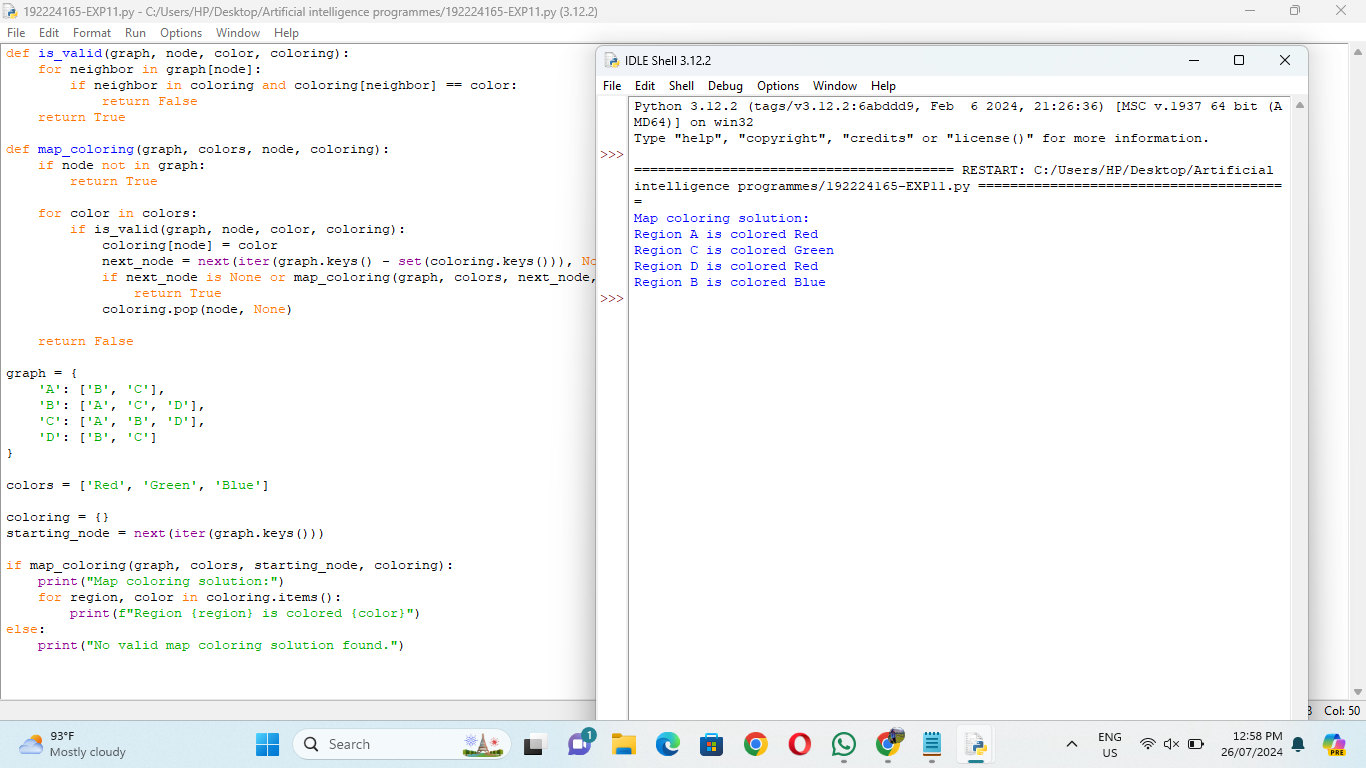 192224165-EXP11.py - C:/Users/HP/Desktop/Artificial intelligence programmes/192224165-EXP11.py (3.12.2)
File Edit Format Run Options Window Help
def is_valid(graph, node, color, coloring):
    for neighbor in graph[node]:
        if neighbor in coloring and coloring[neighbor] == color:
            return False
    return True
def map_coloring(graph, colors, node, coloring):
    if node not in graph:
        return True
    for color in colors:
        if is_valid(graph, node, color, coloring):
            coloring[node] = color
            next_node = next(iter(graph.keys() - set(coloring.keys())), No
            if next_node is None or map_coloring(graph, colors, next_node,
                return True
            coloring.pop(node, None)
    return False
graph = {
    'A': ['B', 'C'],
    'B': ['A', 'C', 'D'],
    'C': ['A', 'B', 'D'],
    'D': ['B', 'C']
}
colors = ['Red', 'Green', 'Blue']
coloring = {}
starting_node = next(iter(graph.keys()))
if map_coloring(graph, colors, starting_node, coloring):
    print("Map coloring solution:")
    for region, color in coloring.items():
        print(f"Region {region} is colored {color}")
else:
    print("No valid map coloring solution found.")
IDLE Shell 3.12.2
File Edit Shell Debug Options Window Help
Python 3.12.2 (tags/v3.12.2:6abddd9, Feb  6 2024, 21:26:36) [MSC v.1937 64 bit (A
MD64)] on win32
Type "help", "copyright", "credits" or "license()" for more information.
>>>
======================================== RESTART: C:/Users/HP/Desktop/Artificial
intelligence programmes/192224165-EXP11.py ======================================
=
Map coloring solution:
Region A is colored Red
Region C is colored Green
Region D is colored Red
Region B is colored Blue
>>>
Col: 50
93°F
Mostly cloudy
Search
1
ENG
US
12:58 PM
26/07/2024
PRE